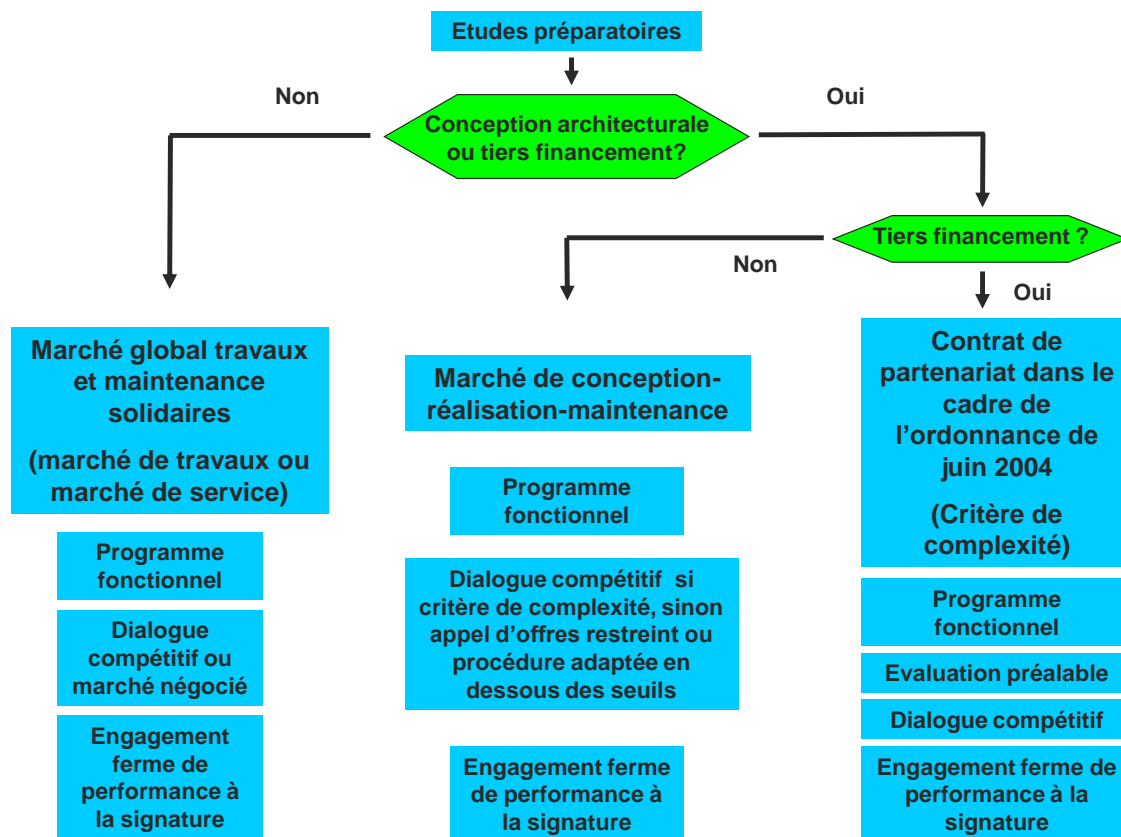 Etudes préparatoires
Non
Oui
Conception architecturale
ou tiers financement?
Tiers financement ?
Non
Oui
Marché global travaux
et maintenance
solidaires
(marché de travaux ou
marché de service)
Programme
fonctionnel
Dialogue
compétitif ou
marché négocié
Engagement
ferme de
performance à
la signature
Marché de conception-
réalisation-maintenance
Programme
fonctionnel
Dialogue compétitif si
critère de complexité, sinon
appel d’offres restreint ou
procédure adaptée en
dessous des seuils
Engagement ferme
de performance à
la signature
Contrat de
partenariat dans le
cadre de
l’ordonnance de
juin 2004
(Critère de
complexité)
Programme
fonctionnel
Evaluation préalable
Dialogue compétitif
Engagement ferme de
performance à la
signature